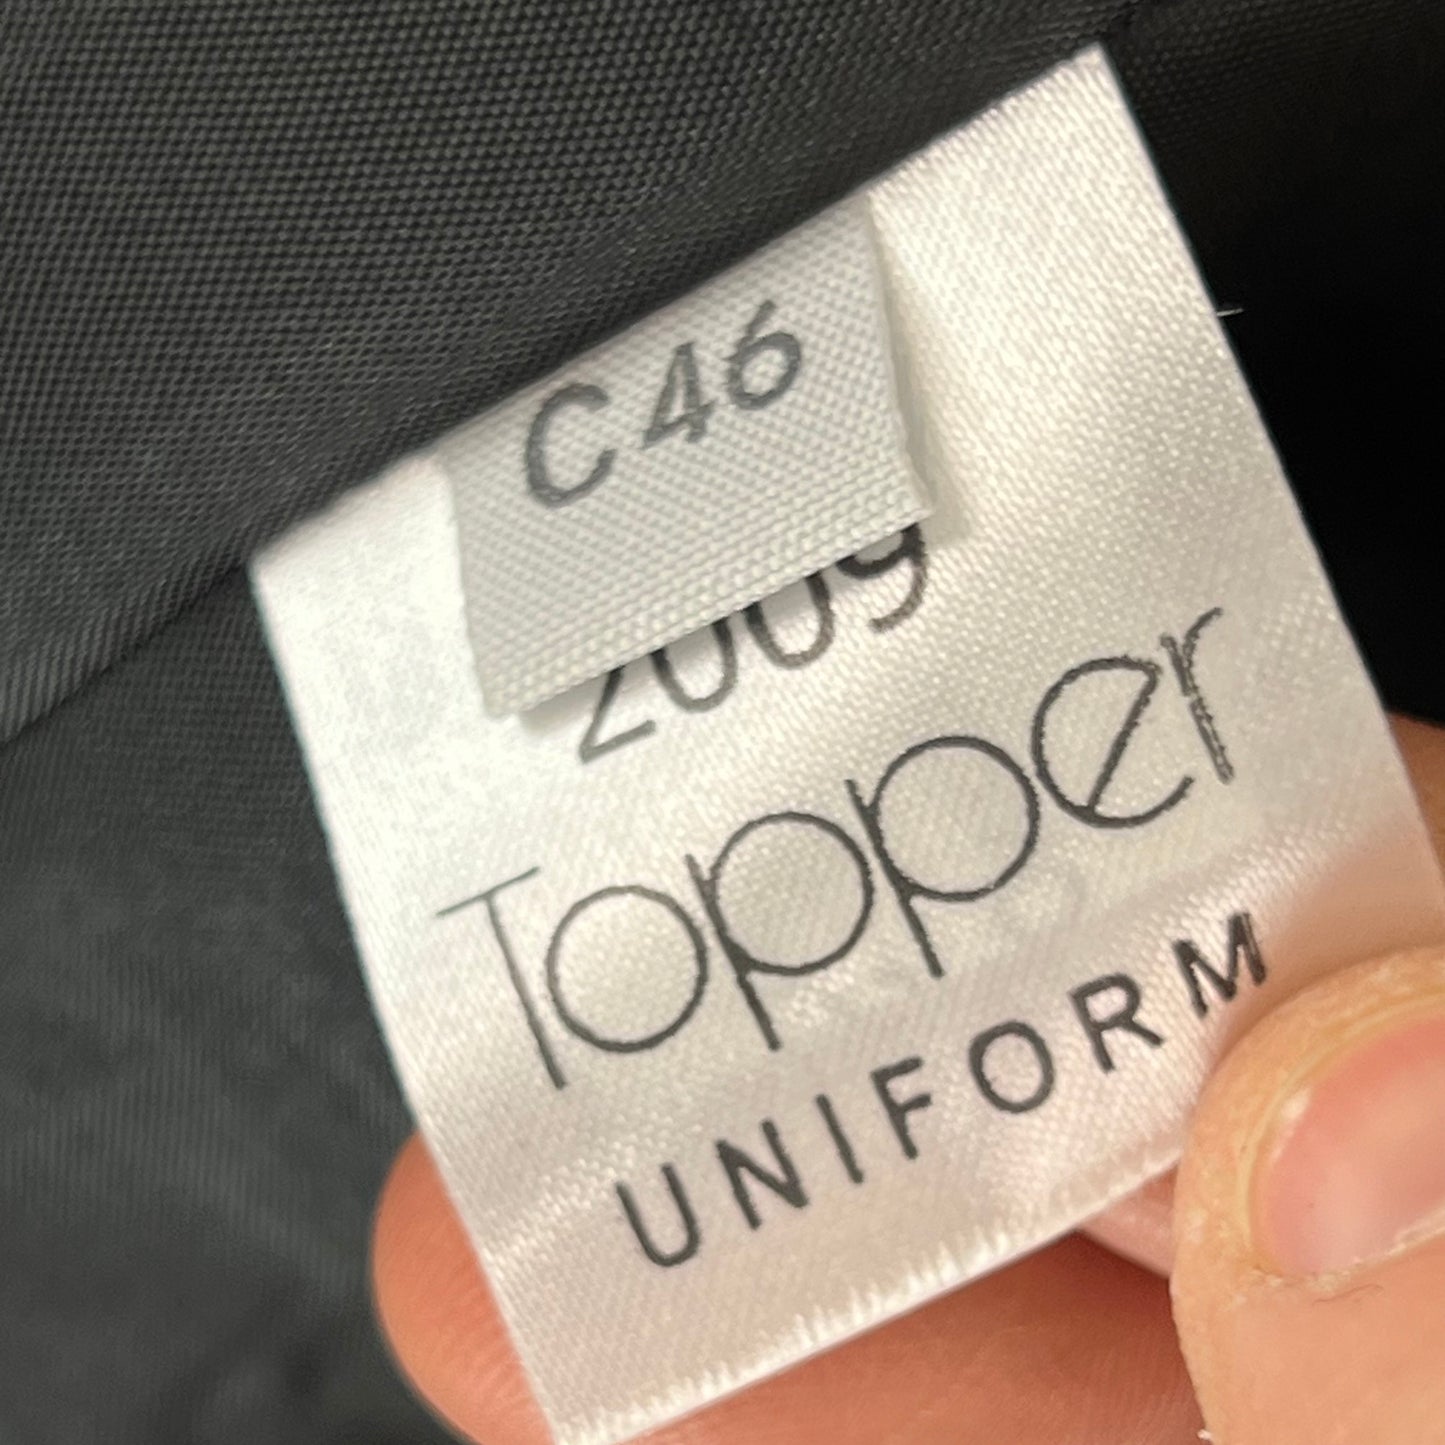 C46
2009
Topper
UNIFORM